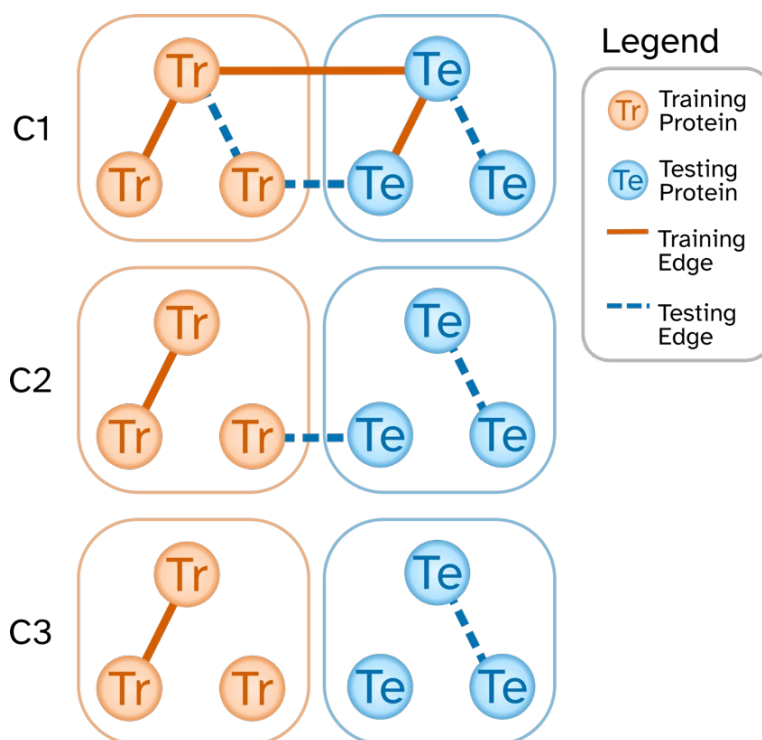 Legend
C1
Tr
Te
Tr
Tr
Te
Te
Tr
Training
Protein
Te
Testing
Protein
Training
Edge
Testing
Edge
C2
Tr
Te
Tr
Tr
Te
Te
C3
Tr
Te
Tr
Tr
Te
Te